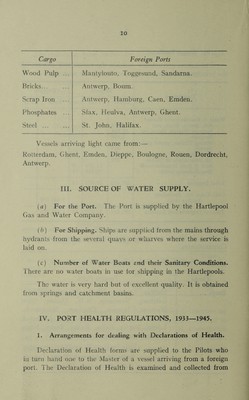 20
Cargo Foreign Ports
Wood Pulp ... Mantyluoto, Toggesund, Sandarna.
Bricks... ... Antwerp, Boom.
Scrap Iron ... Antwerp, Hamburg, Caen, Emden.
Phosphates ... Sfax, Heulva, Antwerp, Ghent.
Steel ... ... St. John, Halifax.
Vessels arriving light came from:—
Rotterdam, Ghent, Emden, Dieppe, Boulogne, Rouen, Dordrecht,
Antwerp.
III. SOURCE OF WATER SUPPLY.
(a) For the Port. The Port is supplied by the Hartlepool
Gas and Water Company.
(b) For Shipping. Ships are supplied from the mains through
hydrants from the several quays or wharves where the service is
laid on.
(c) Number of Water Boats and their Sanitary Conditions.
There are no water boats in use for shipping in the Hartlepools.
The water is very hard but of excellent quality. It is obtained
from springs and catchment basins.
IV. PORT HEALTH REGULATIONS, 1933—1945.
1. Arrangements for dealing with Declarations of Health.
Declaration of Health forms are supplied to the Pilots who
in turn hand one to the Master of a vessel arriving from a foreign
port. The Declaration of Health is examined and collected from